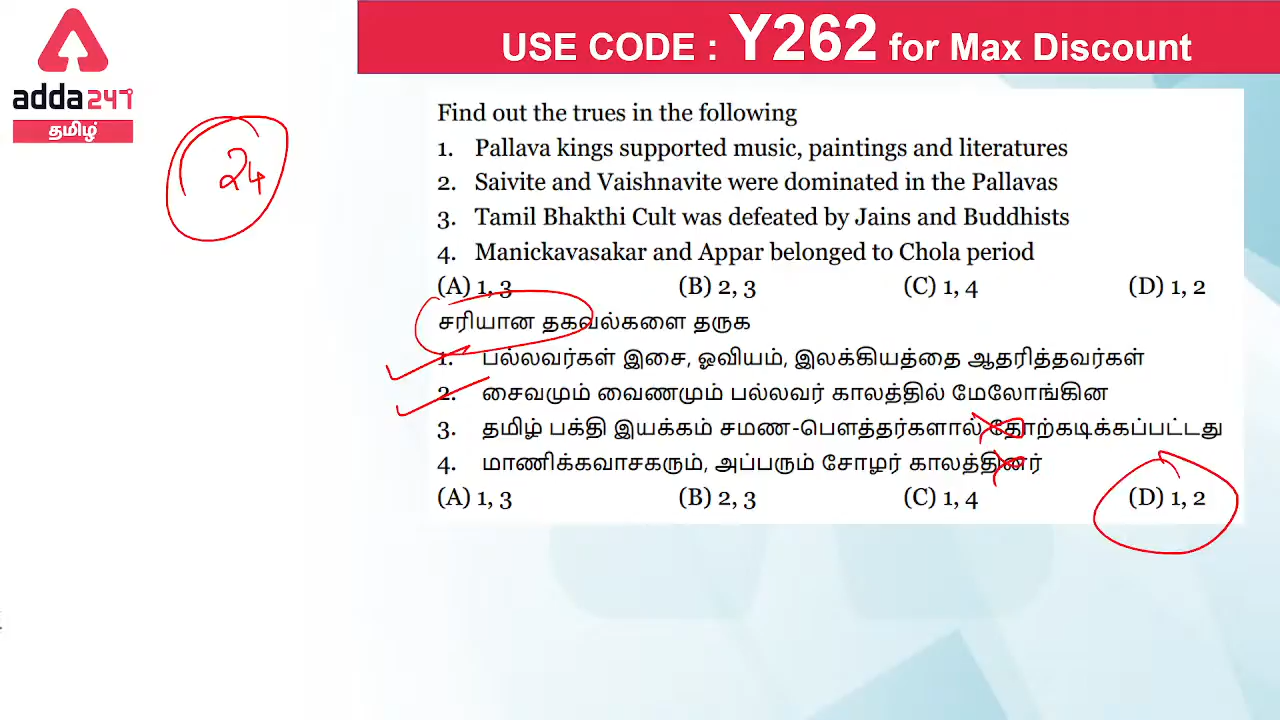 USE CODE : Y262 for Max Discount
adda247
தமிழ்
24
Find out the trues in the following
1. Pallava kings supported music, paintings and literatures
2. Saivite and Vaishnavite were dominated in the Pallavas
3. Tamil Bhakthi Cult was defeated by Jains and Buddhists
4. Manickavasakar and Appar belonged to Chola period
(A) 1, 3 (B) 2, 3 (C) 1, 4 (D) 1, 2
சரியான தகவல்களை தருக
1. பல்லவர்கள் இசை, ஓவியம், இலக்கியத்தை ஆதரித்தவர்கள்
2. சைவமும் வைணமும் பல்லவர் காலத்தில் மேலோங்கின
3. தமிழ் பக்தி இயக்கம் சமண-பௌத்தர்களால் தோற்கடிக்கப்பட்டது
4. மாணிக்கவாசகரும், அப்பரும் சோழர் காலத்தினர்
(A) 1, 3 (B) 2, 3 (C) 1, 4 (D) 1, 2